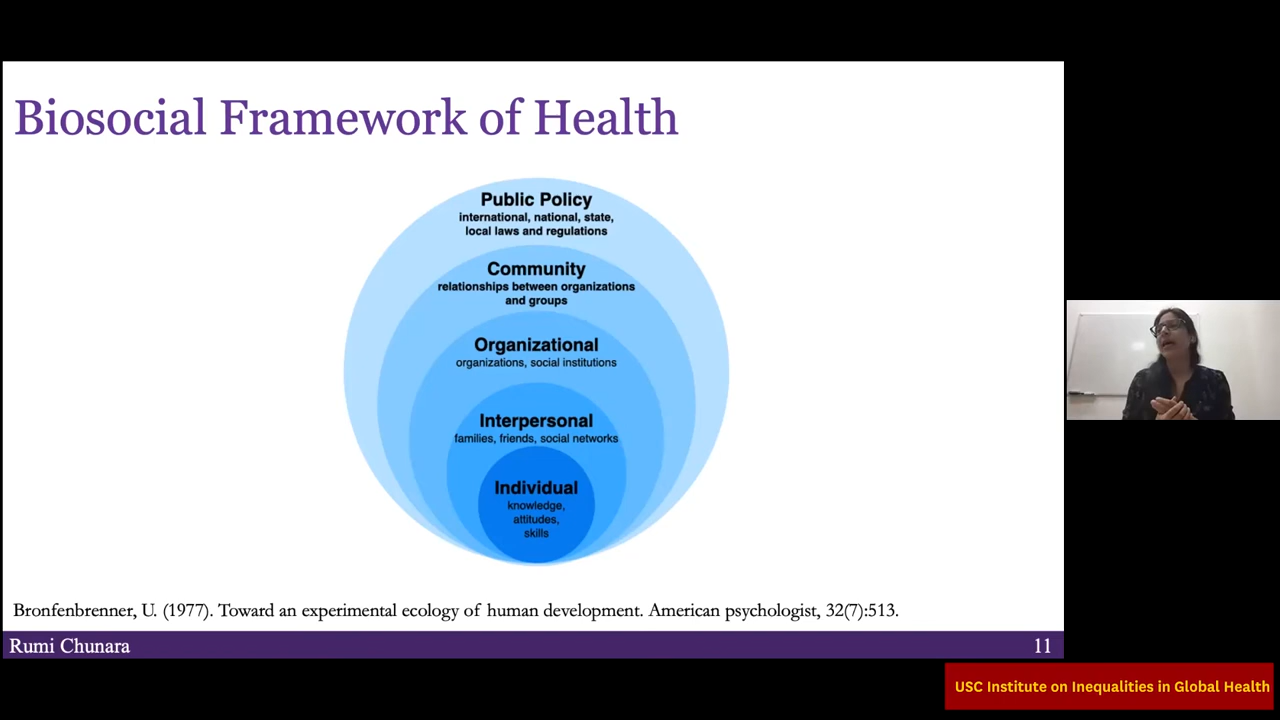 Biosocial Framework of Health
Public Policy
international, national, state,
local laws and regulations
Community
relationships between organizations
and groups
Organizational
organizations, social institutions
Interpersonal
families, friends, social networks
Individual
knowledge,
attitudes,
skills
Bronfenbrenner, U. (1977). Toward an experimental ecology of human development. American psychologist, 32(7):513.
Rumi Chunara 11
USC Institute on Inequalities in Global Health